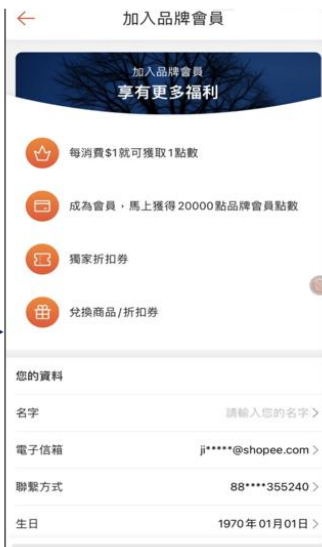 加入品牌會員
加入品牌會員
享有更多福利
每消費$1就可獲取1點數
成為會員,馬上獲得20000點品牌會員點數
獨家折扣券
兌換商品/折扣券
您的資料
名字 請輸入您的名字 >
電子信箱 ji*****@shopee.com >
聯繫方式 88****355240 >
生日 1970年01月01日 >